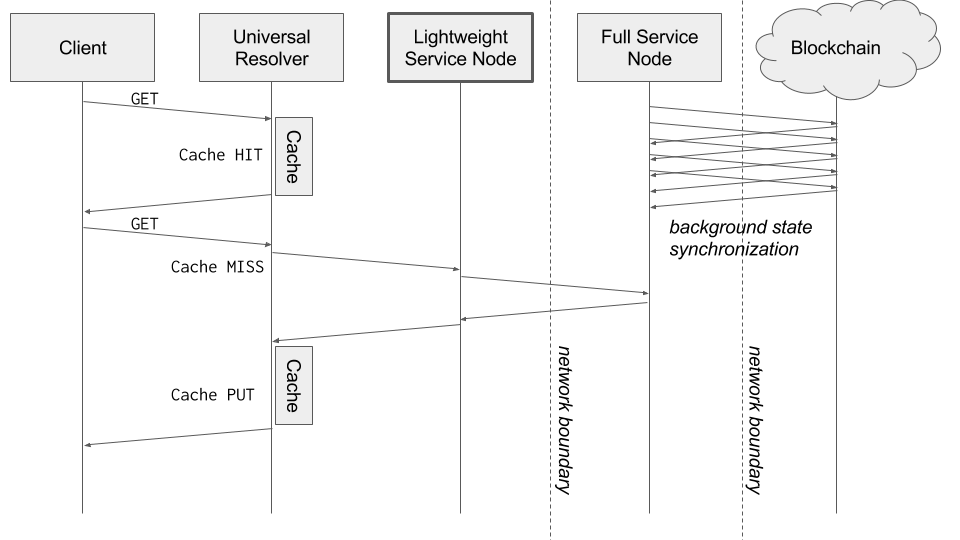 Client
Universal
Resolver
Lightweight
Service Node
Full Service
Node
Blockchain
GET
Cache HIT
Cache
GET
Cache MISS
background state
synchronization
Cache PUT
Cache
network boundary
network boundary